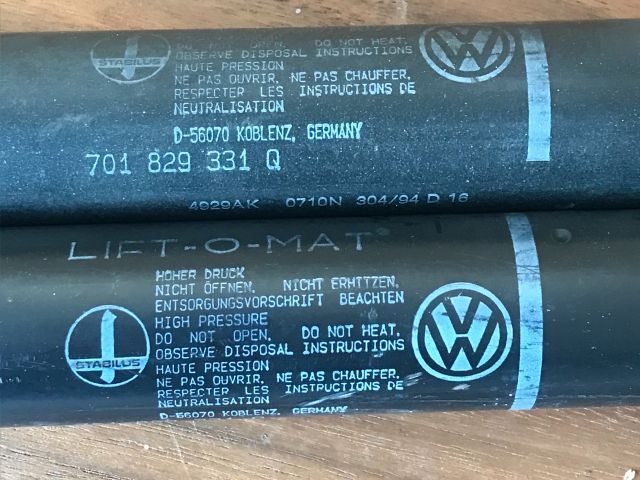 STABILUS
DO NOT HEAT,
OBSERVE DISPOSAL INSTRUCTIONS
HAUTE PRESSION
NE PAS OUVRIR, NE PAS CHAUFFER,
RESPECTER LES INSTRUCTIONS DE
NEUTRALISATION
D-56070 KOBLENZ, GERMANY
701 829 331 Q
4929AK 0710N 304/94 D 16
LIFT-O-MAT
STABILUS
HOHER DRUCK
NICHT ÖFFNEN, NICHT ERHITZEN,
ENTSORGUNGSVORSCHRIFT BEACHTEN
HIGH PRESSURE
DO NOT OPEN, DO NOT HEAT,
OBSERVE DISPOSAL INSTRUCTIONS
HAUTE PRESSION
NE PAS OUVRIR, NE PAS CHAUFFER,
RESPECTER LES INSTRUCTIONS DE
NEUTRALISATION
D-56070 KOBLENZ, GERMANY